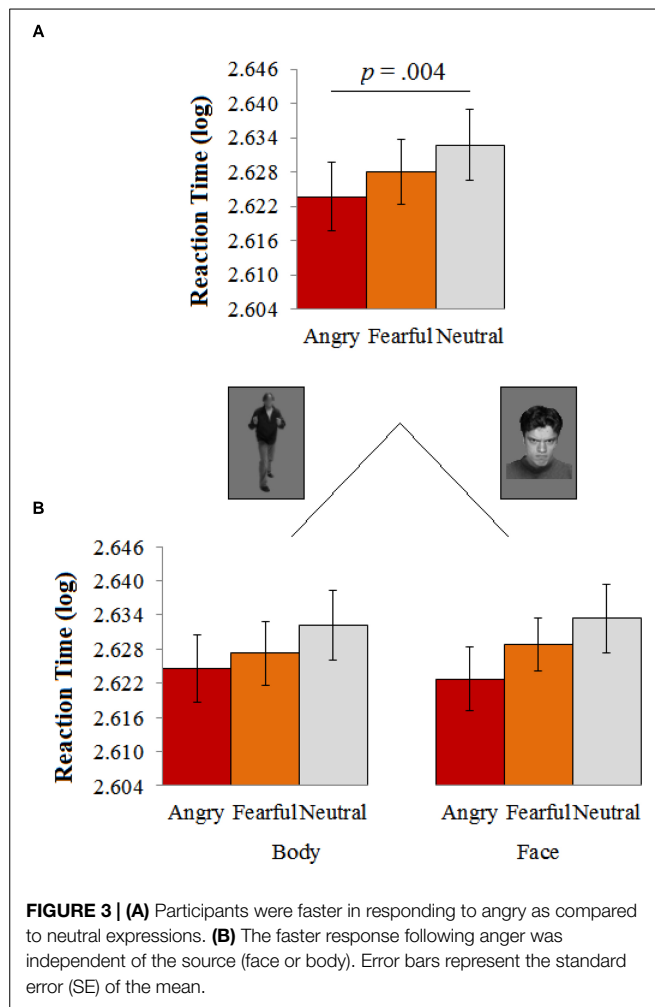 A
2.646
2.640
2.634
2.628
2.622
2.616
2.610
2.604
Reaction Time (log)
p = .004
Angry Fearful Neutral
B
2.646
2.640
2.634
2.628
2.622
2.616
2.610
2.604
Reaction Time (log)
Angry Fearful Neutral Angry Fearful Neutral
Body Face
FIGURE 3 | (A) Participants were faster in responding to angry as compared
to neutral expressions. (B) The faster response following anger was
independent of the source (face or body). Error bars represent the standard
error (SE) of the mean.